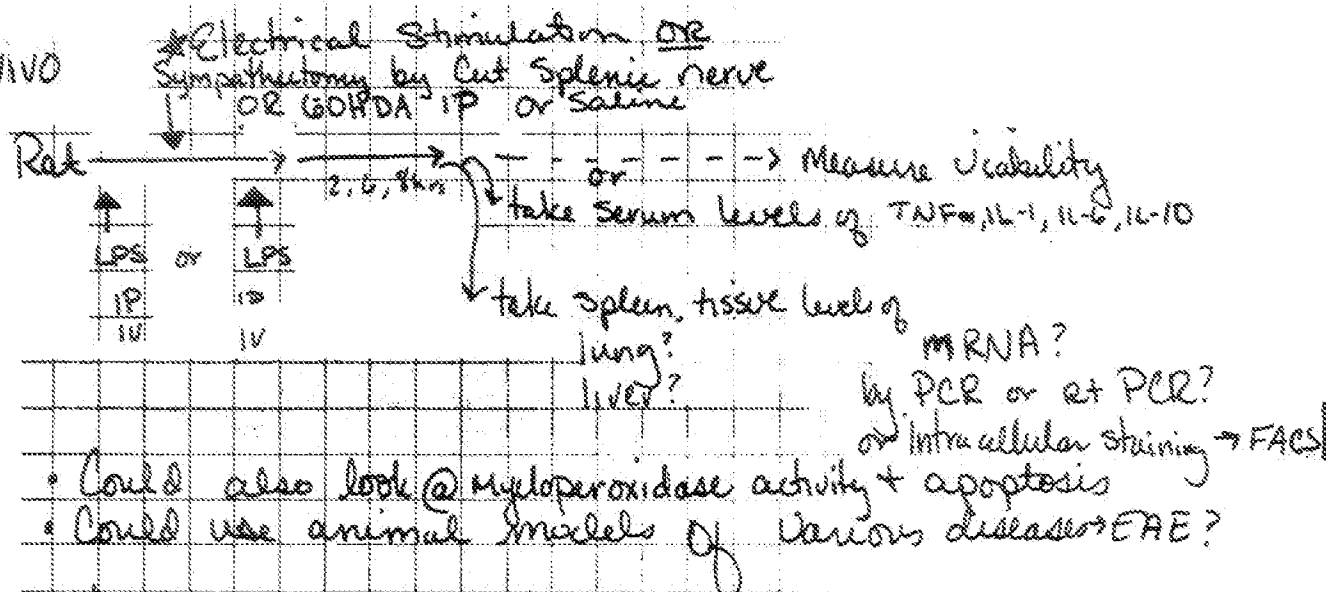 VIVO
*Electrical Stimulation OR
Sympathectomy by Cut Splenic nerve
OR 6OHDA IP or Saline
Rat
Measure Viability
2, 6, 8hr
or
take serum levels of TNFα, IL-1, IL-6, IL-10
LPS or LPS
IP IP
IV IV
take spleen, tissue levels of
lung?
liver?
mRNA?
by PCR or rt PCR?
or Intracellular staining → FACS
• Could also look @ Myeloperoxidase activity + apoptosis
• Could use animal models of various diseases → EAE?